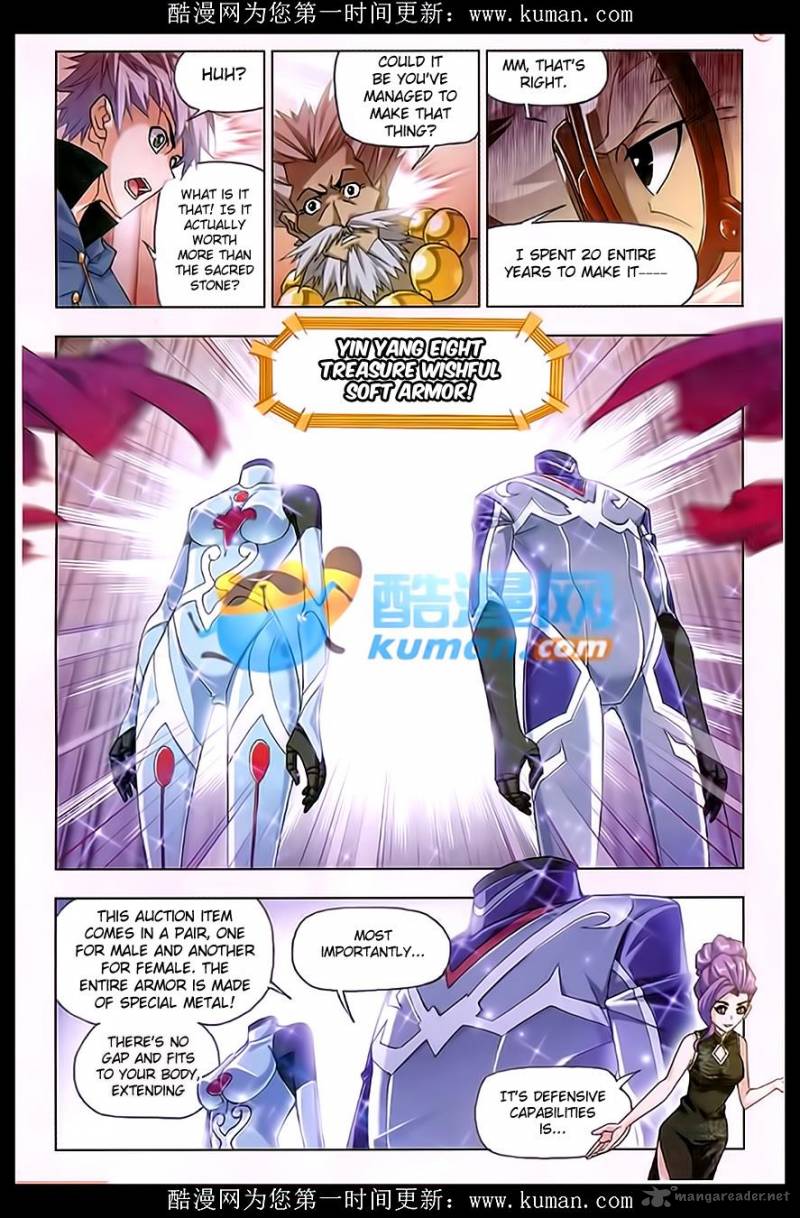 酷漫网为您第一时间更新：www.kuman.com
HUH?
WHAT IS IT
THAT! IS IT
ACTUALLY
WORTH
MORE THAN
THE SACRED
STONE?
COULD
IT BE YOU'VE
MANAGED TO
MAKE THAT
THING?
MM, THAT'S
RIGHT.
I SPENT 20 ENTIRE
YEARS TO MAKE IT----
YIN YANG EIGHT
TREASURE WISHFUL
SOFT ARMOR!
酷漫网
kuman.com
THIS AUCTION ITEM
COMES IN A PAIR, ONE
FOR MALE AND ANOTHER
FOR FEMALE. THE
ENTIRE ARMOR IS MADE
OF SPECIAL METAL!
THERE'S NO
GAP AND FITS
TO YOUR BODY,
EXTENDING
MOST
IMPORTANTLY...
IT'S DEFENSIVE
CAPABILITIES
IS...
酷漫网为您第一时间更新：www.kuman.com
mangareader.net